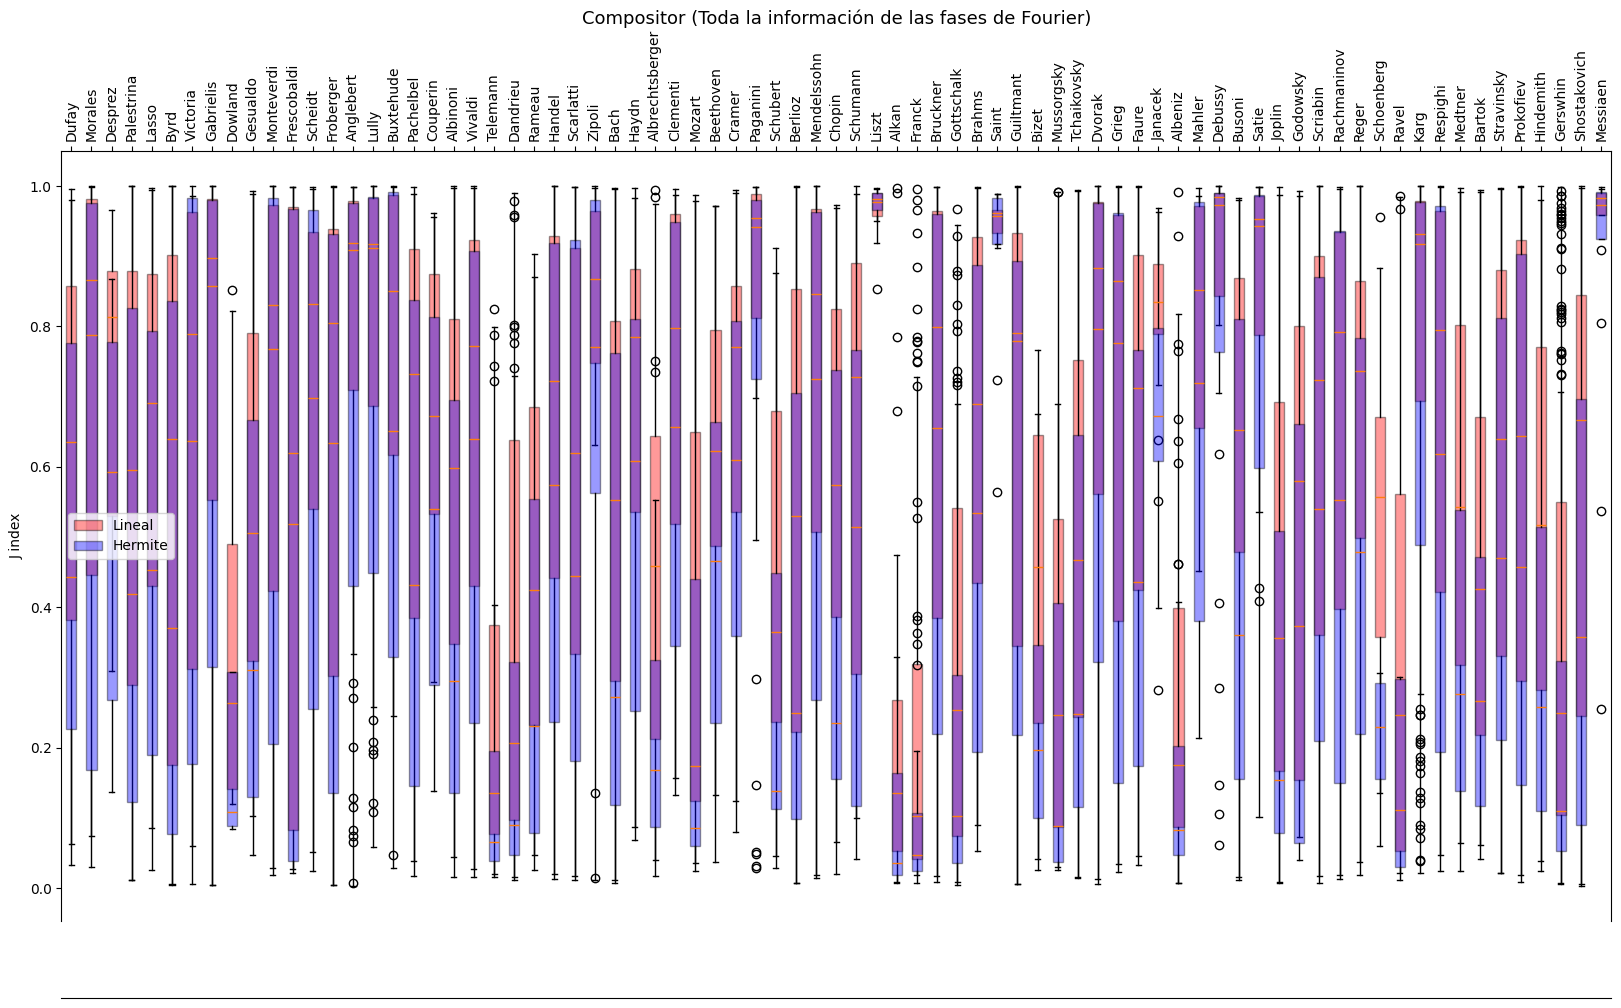 Compositor (Toda la información de las fases de Fourier)
Dufay
Morales
Desprez
Palestrina
Lasso
Byrd
Victoria
Gabrielis
Dowland
Gesualdo
Monteverdi
Frescobaldi
Scheidt
Froberger
Anglebert
Lully
Buxtehude
Pachelbel
Couperin
Albinoni
Vivaldi
Telemann
Dandrieu
Rameau
Handel
Scarlatti
Zipoli
Bach
Haydn
Albrechtsberger
Clementi
Mozart
Beethoven
Cramer
Paganini
Schubert
Berlioz
Mendelssohn
Chopin
Schumann
Liszt
Alkan
Franck
Bruckner
Gottschalk
Brahms
Saint
Guiltmant
Bizet
Mussorgsky
Tchaikovsky
Dvorak
Grieg
Faure
Janacek
Albeniz
Mahler
Debussy
Busoni
Satie
Joplin
Godowsky
Scriabin
Rachmaninov
Reger
Schoenberg
Ravel
Karg
Respighi
Medtner
Bartok
Stravinsky
Prokofiev
Hindemith
Gerswhin
Shostakovich
Messiaen
1.0
0.8
0.6
0.4
0.2
0.0
J index
Lineal
Hermite